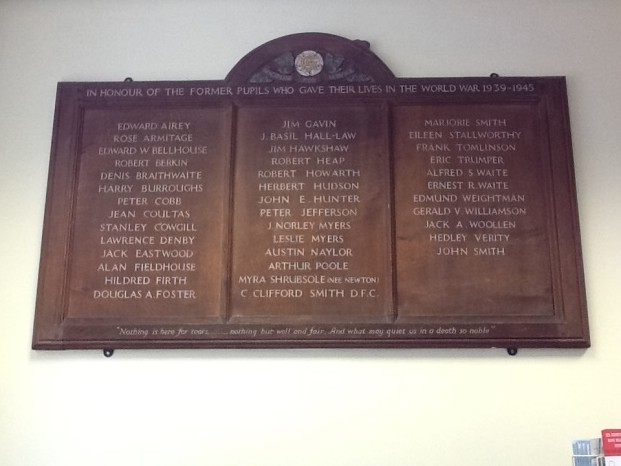 IN HONOUR OF THE FORMER PUPILS WHO GAVE THEIR LIVES IN THE WORLD WAR 1939-1945
EDWARD AIREY
ROSE ARMITAGE
EDWARD W BELLHOUSE
ROBERT BERKIN
DENIS BRAITHWAITE
HARRY BURROUGHS
PETER COBB
JEAN COULTAS
STANLEY COWGILL
LAWRENCE DENBY
JACK EASTWOOD
ALAN FIELDHOUSE
HILDRED FIRTH
DOUGLAS A. FOSTER
JIM GAVIN
J. BASIL HALL-LAW
JIM HAWKSHAW
ROBERT HEAP
ROBERT HOWARTH
HERBERT HUDSON
JOHN E. HUNTER
PETER JEFFERSON
J. NORLEY MYERS
LESLIE MYERS
AUSTIN NAYLOR
ARTHUR POOLE
MYRA SHRUBSOLE (NEE NEWTON)
C. CLIFFORD SMITH D.F.C.
MARJORIE SMITH
EILEEN STALLWORTHY
FRANK TOMLINSON
ERIC TRUMPER
ALFRED S. WAITE
ERNEST R. WAITE
EDMUND WEIGHTMAN
GERALD V. WILLIAMSON
JACK A. WOOLLEN
HEDLEY VERITY
JOHN SMITH
"Nothing is here for tears ..... nothing but well and fair, And what may quiet us in a death so noble"